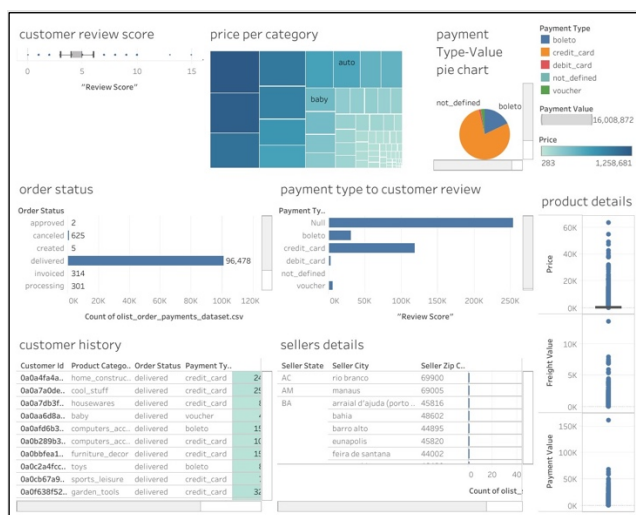 customer review score
0 5 10 15
"Review Score"
price per category
auto
baby
payment
Type-Value
pie chart
not_defined
boleto
Payment Type
boleto
credit_card
debit_card
not_defined
voucher
Payment Value
16,008,872
Price
283 1,258,681
order status
Order Status
approved 2
canceled 625
created 5
delivered 96,478
invoiced 314
processing 301
0K 20K 40K 60K 80K 100K 120K
Count of olist_order_payments_dataset.csv
payment type to customer review
Payment Ty..
Null
boleto
credit_card
debit_card
not_defined
voucher
0K 50K 100K 150K 200K 250K
"Review Score"
product details
60K
40K
20K
0K
Price
10K
5K
0K
Freight Value
150K
100K
50K
0K
Payment Value
customer history
Customer Id Product Catego.. Order Status Payment Ty..
0a0a4fa4a.. home_construc.. delivered credit_card 24
0a0a7a0de.. cool_stuff delivered credit_card 25
0a0a7db3f.. housewares delivered credit_card
0a0aa6d8a.. baby delivered voucher
0a0afd6b3.. computers_acc.. delivered boleto 15
0a0b289b3.. computers_acc.. delivered credit_card 10
0a0bbfea1.. furniture_decor delivered credit_card 15
0a0c2a4fcc.. toys delivered boleto
0a0cb67a9.. sports_leisure delivered credit_card
0a0f638f52.. garden_tools delivered credit_card 32
sellers details
Seller State Seller City Seller Zip C..
AC rio branco 69900
AM manaus 69005
BA arraial d'ajuda (porto .. 45816
bahia 48602
barro alto 44895
eunapolis 45820
feira de santana 44002
0 40
Count of olist_